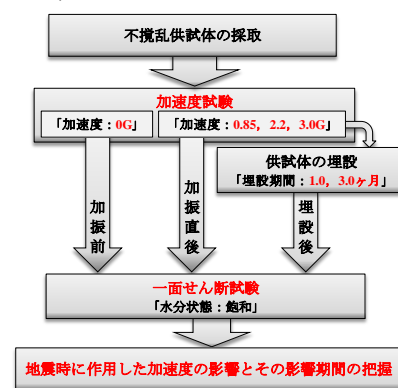 不撹乱供試体の採取
加速度試験
「加速度：0G」
「加速度：0.85，2.2，3.0G」
供試体の埋設
「埋設期間：1.0，3.0ヶ月」
加振前
加振直後
埋設後
一面せん断試験
「水分状態：飽和」
地震時に作用した加速度の影響とその影響期間の把握